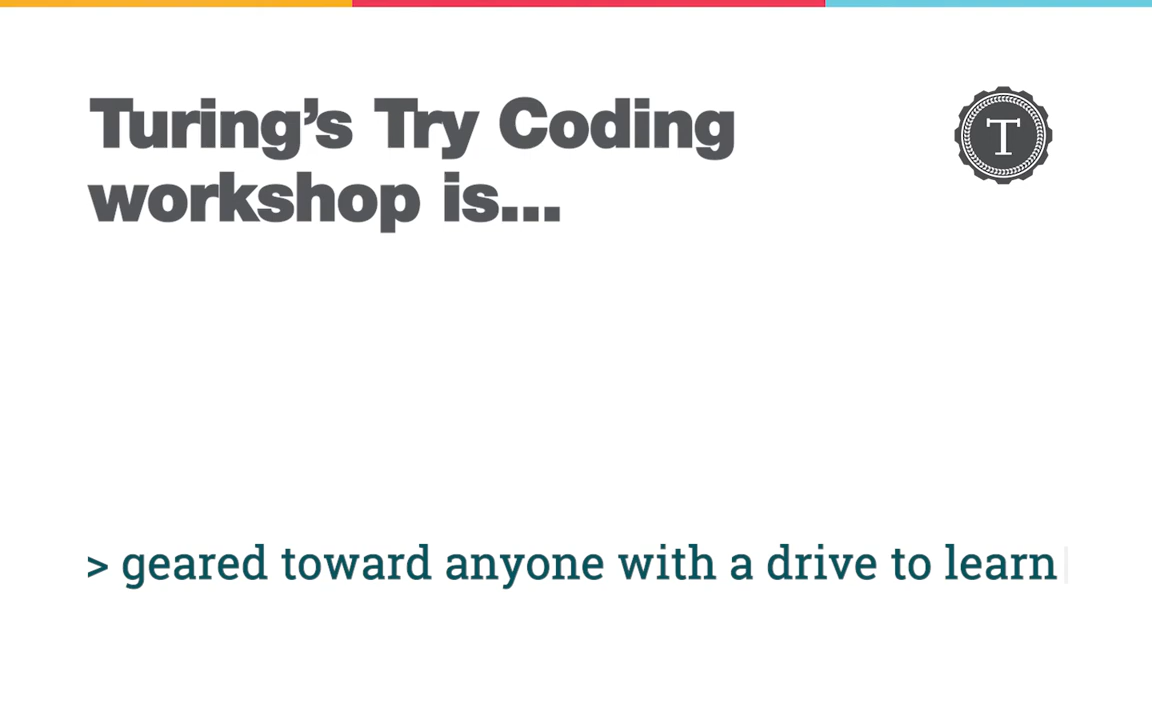 Turing’s Try Coding
workshop is...
T
> geared toward anyone with a drive to learn